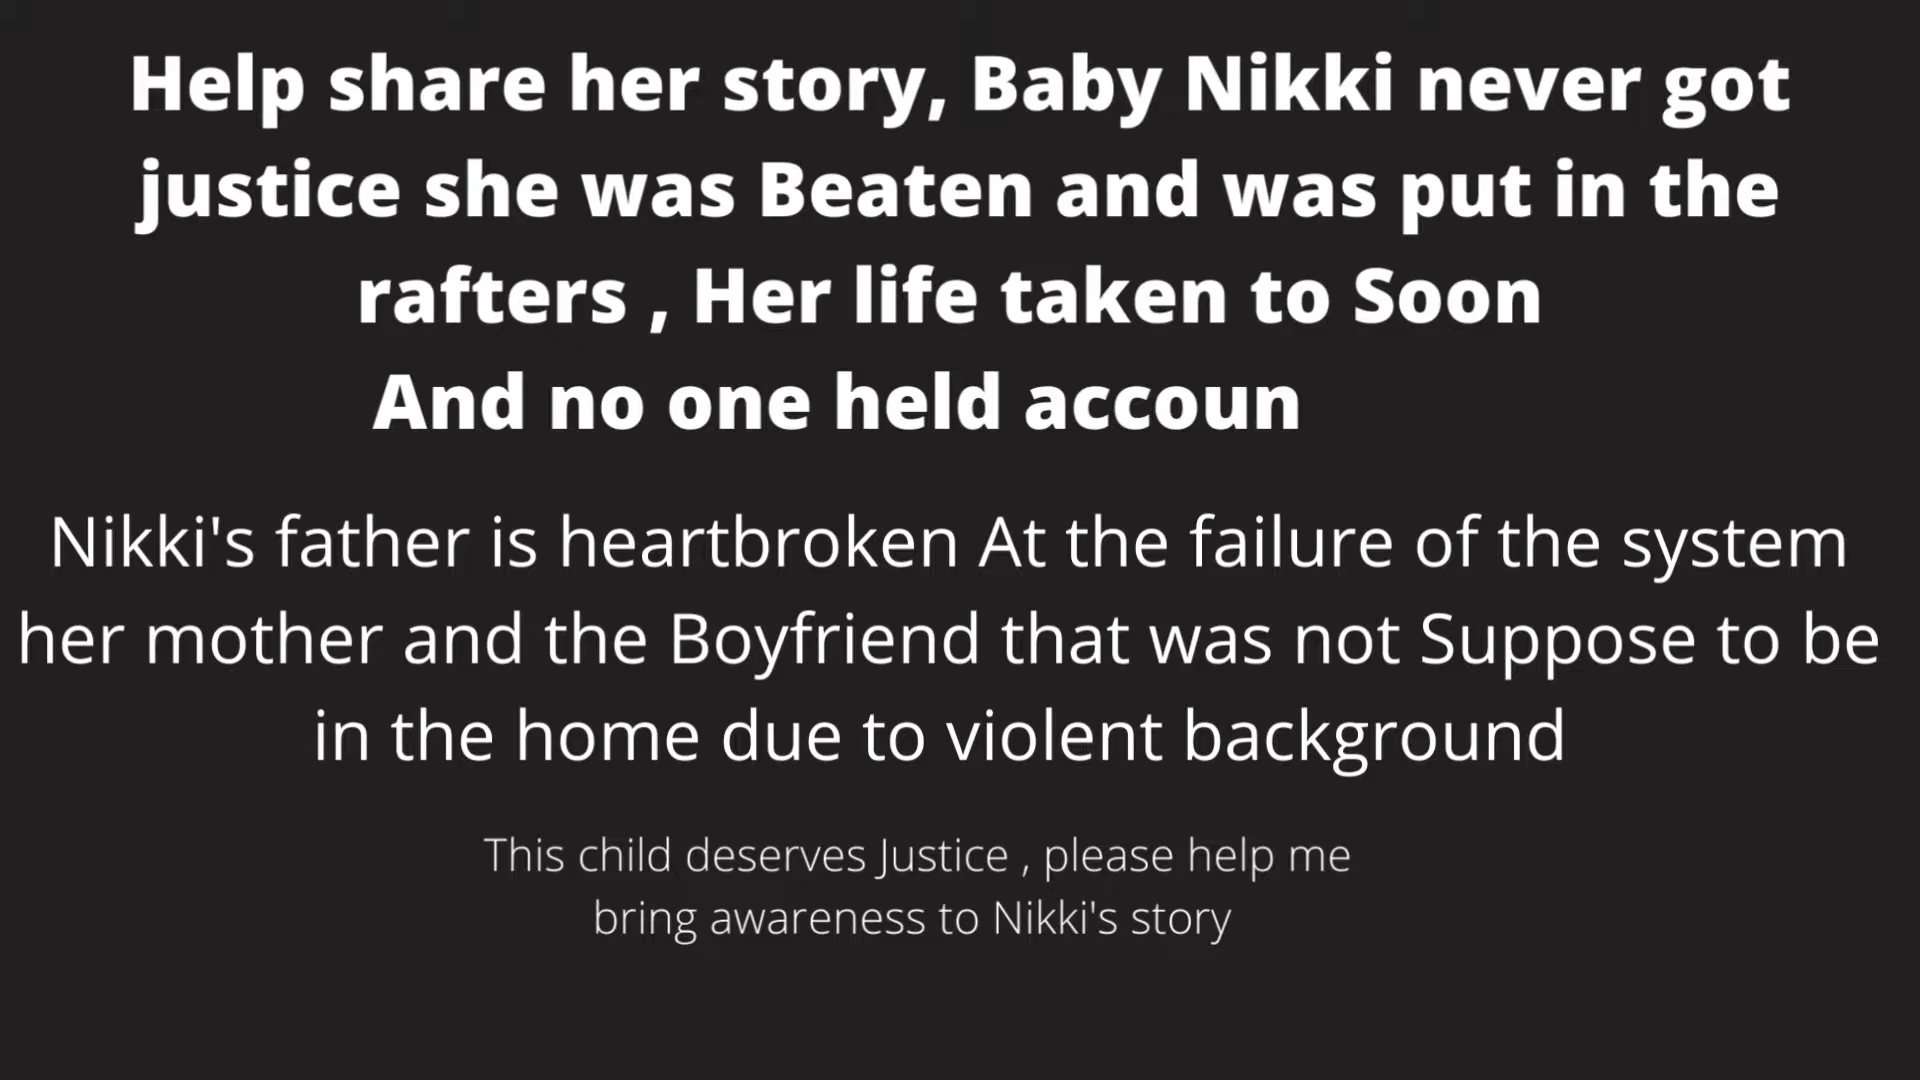 Help share her story, Baby Nikki never got
justice she was Beaten and was put in the
rafters , Her life taken to Soon
And no one held accoun
Nikki's father is heartbroken At the failure of the system
her mother and the Boyfriend that was not Suppose to be
in the home due to violent background
This child deserves Justice , please help me
bring awareness to Nikki's story